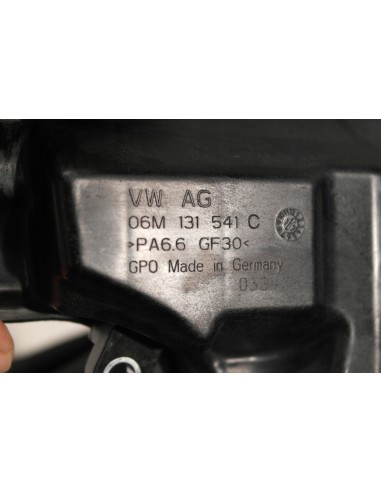 VW AG
06M 131 541 C
>PA6.6 GF30<
GPO Made in Germany